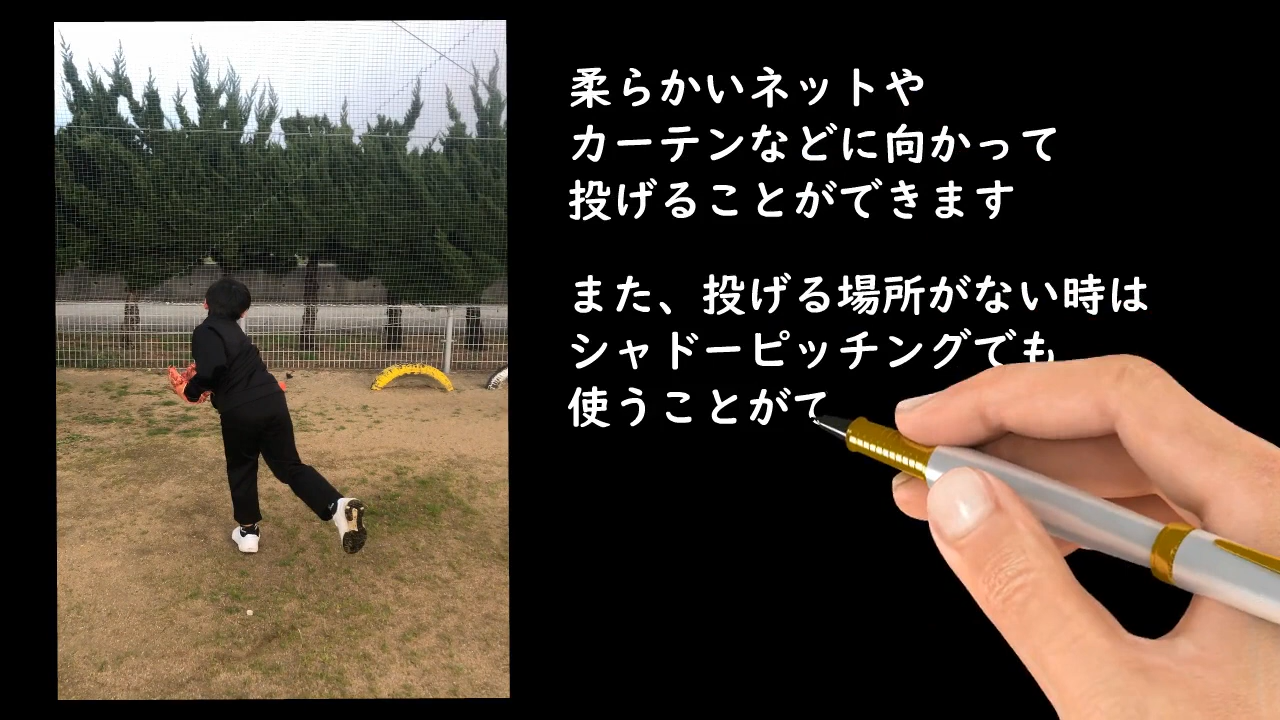 柔らかいネットや
カーテンなどに向かって
投げることができます
また、投げる場所がない時は
シャドーピッチングでも
使うことがて